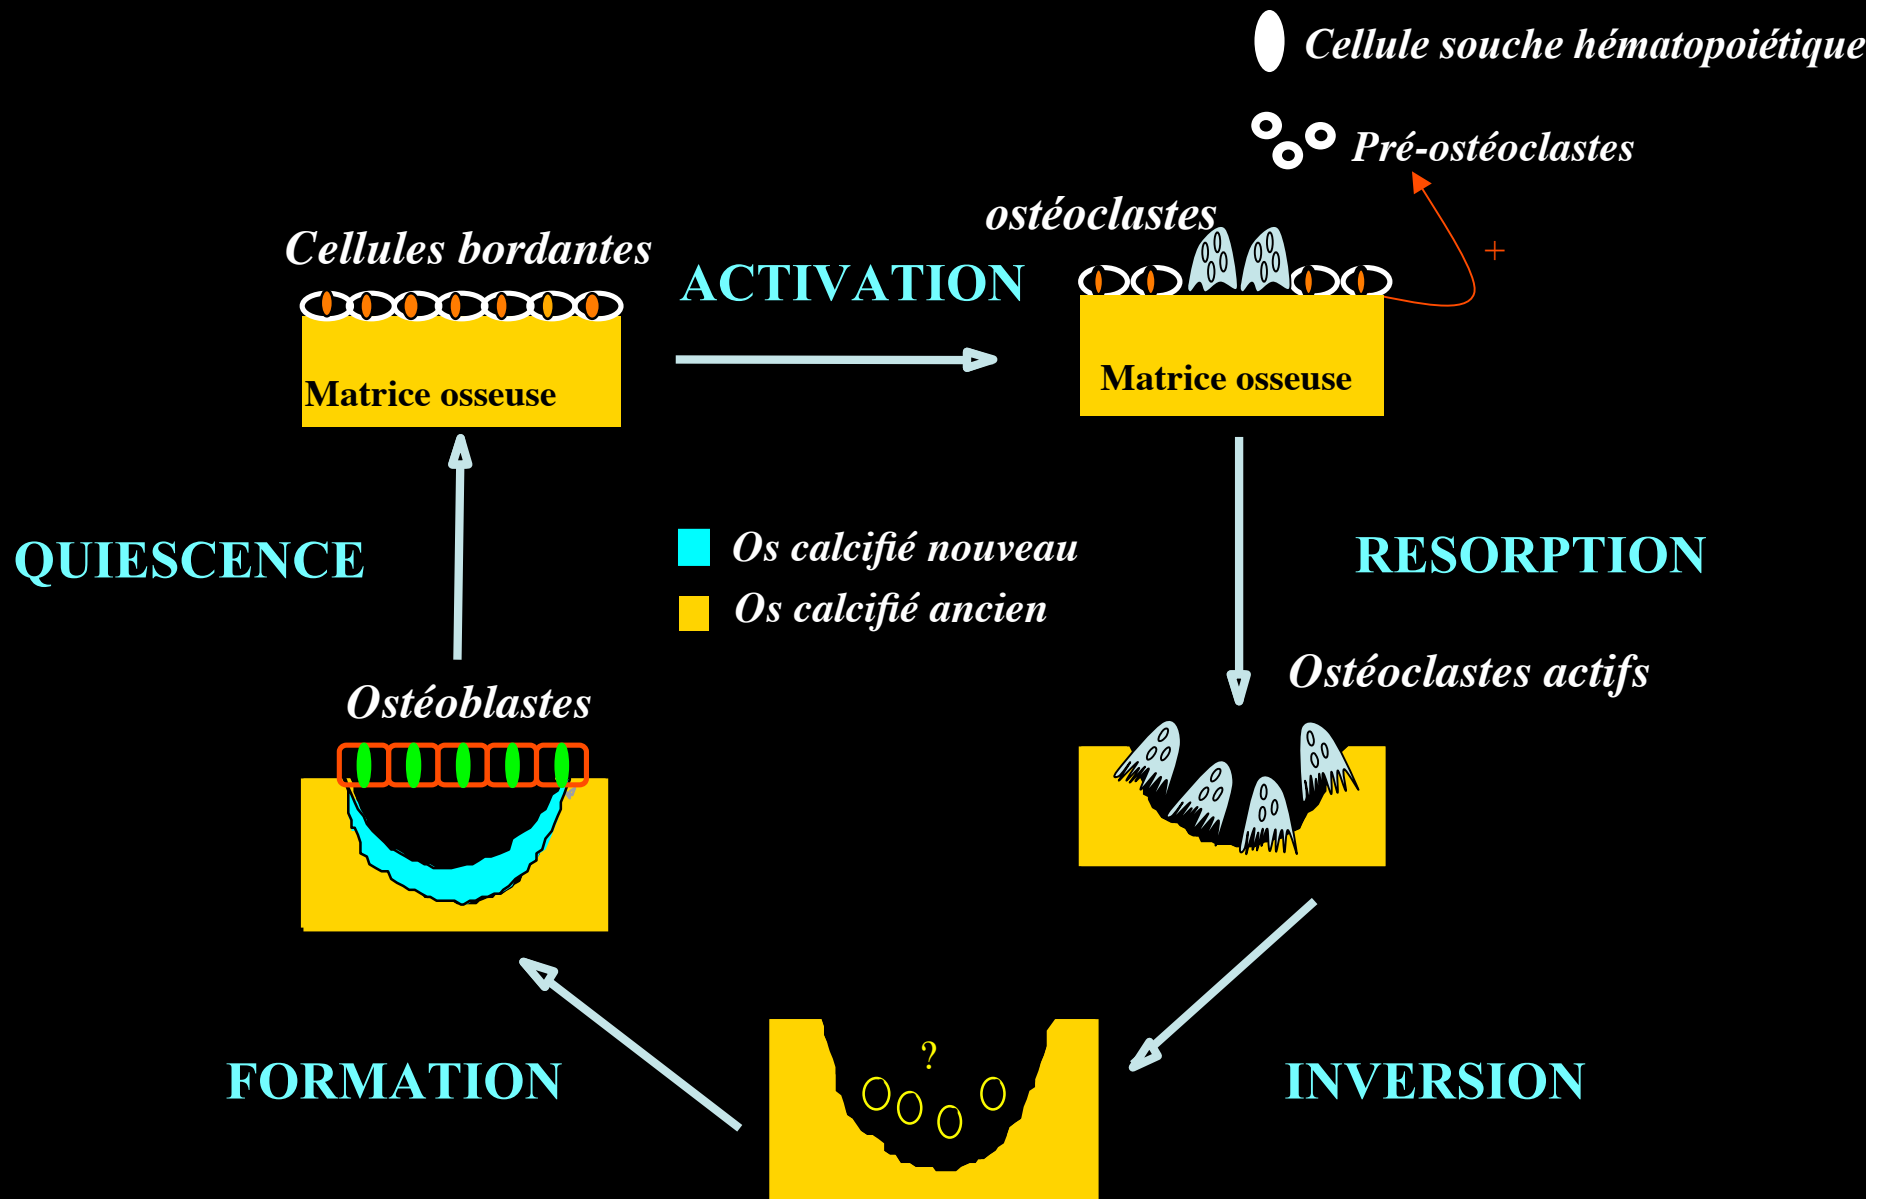 Cellule souche hématopoiétique
Pré-ostéoclastes
ostéoclastes
+
Cellules bordantes
ACTIVATION
Matrice osseuse
Matrice osseuse
QUIESCENCE
Os calcifié nouveau
Os calcifié ancien
RESORPTION
Ostéoclastes actifs
Ostéoblastes
?
FORMATION
INVERSION